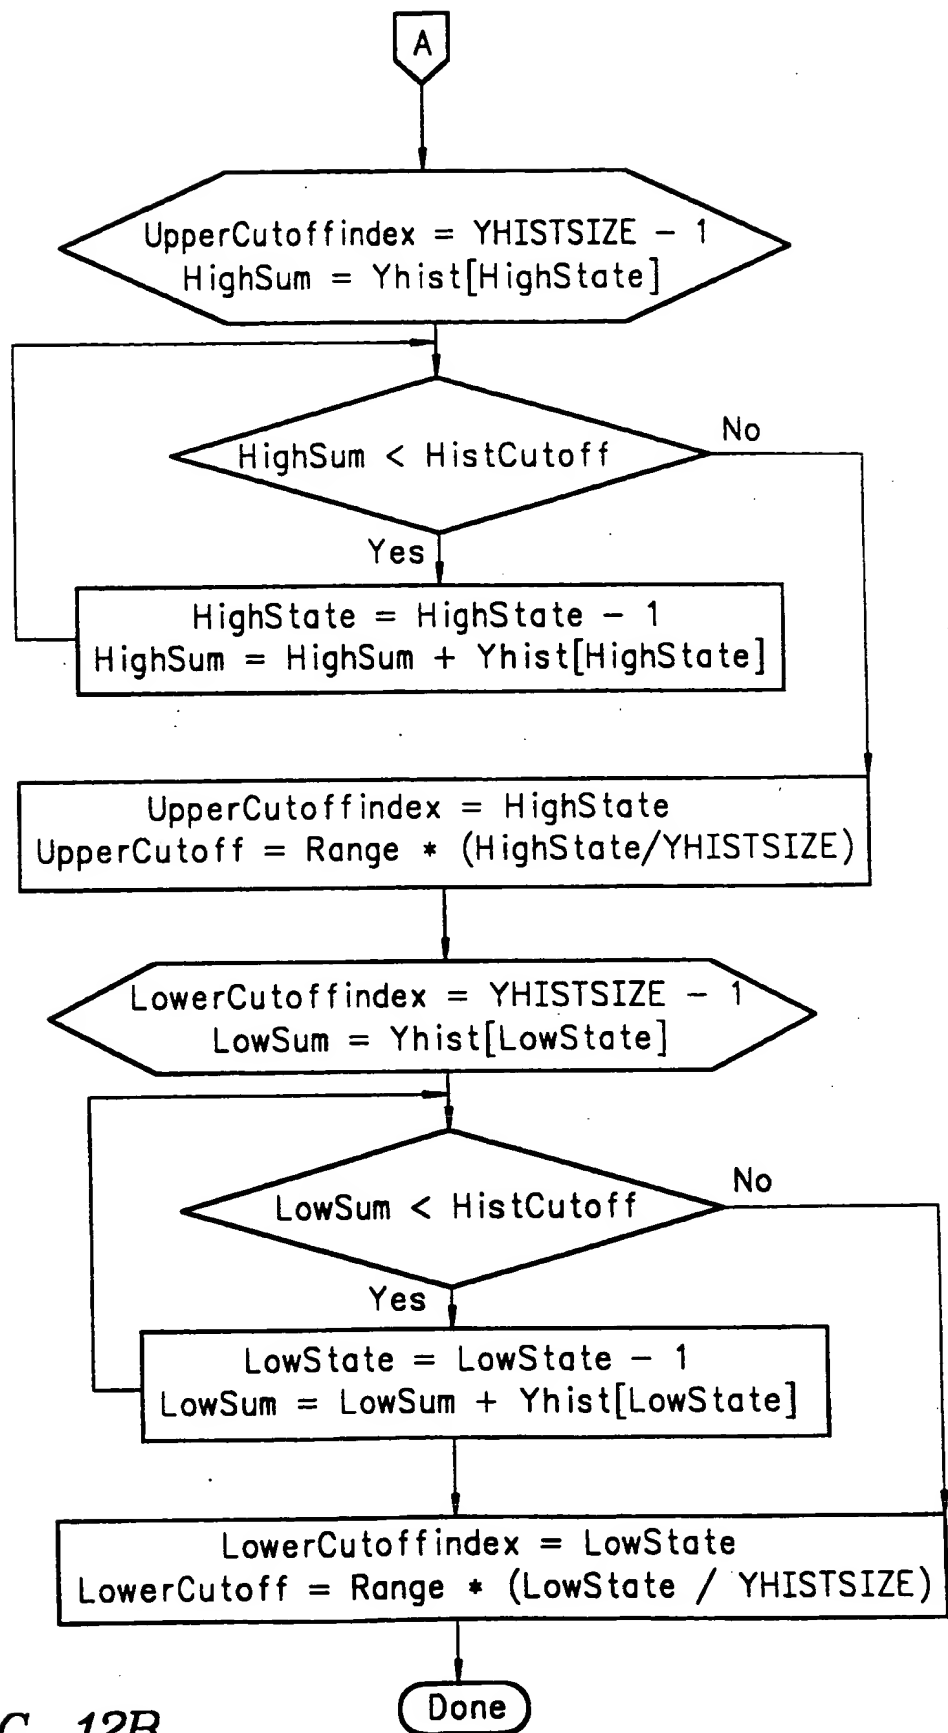 A
UpperCutoffindex = YHISTSIZE - 1
HighSum = Yhist[HighState]
HighSum < HistCutoff
No
Yes
HighState = HighState - 1
HighSum = HighSum + Yhist[HighState]
UpperCutoffindex = HighState
UpperCutoff = Range * (HighState/YHISTSIZE)
LowerCutoffindex = YHISTSIZE - 1
LowSum = Yhist[LowState]
LowSum < HistCutoff
No
Yes
LowState = LowState - 1
LowSum = LowSum + Yhist[LowState]
LowerCutoffindex = LowState
LowerCutoff = Range * (LowState / YHISTSIZE)
Done
12B